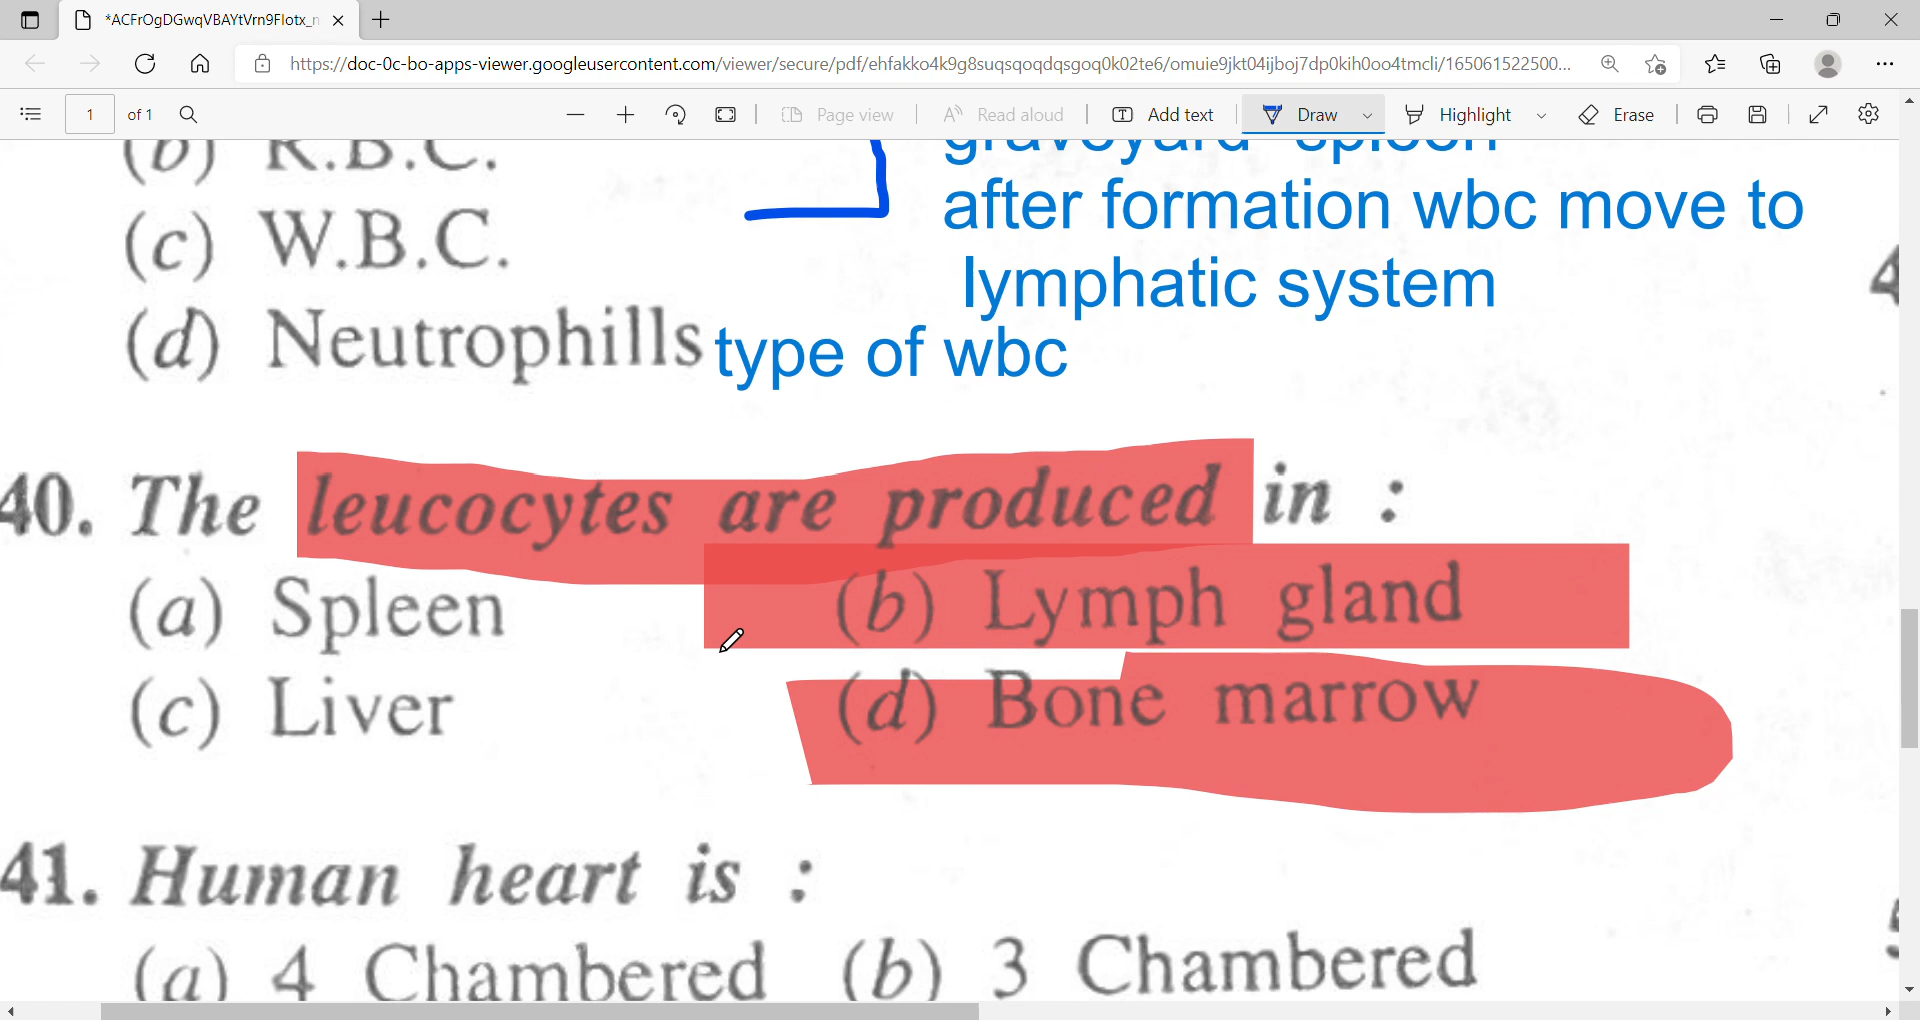 *ACFrOgDGwqVBAYtVrn9Flotx_n
https://doc-0c-bo-apps-viewer.googleusercontent.com/viewer/secure/pdf/ehfakko4k9g8suqsqoqdqsgoq0k02te6/omuie9jkt04ijboj7dp0kih0oo4tmcli/165061522500...
1 of 1 Page view Read aloud Add text Draw Highlight Erase
(b) R.B.C. graveyard spleen
(c) W.B.C. after formation wbc move to
lymphatic system
(d) Neutrophills type of wbc
40. The leucocytes are produced in :
(a) Spleen (b) Lymph gland
(c) Liver (d) Bone marrow
41. Human heart is :
(a) 4 Chambered (b) 3 Chambered